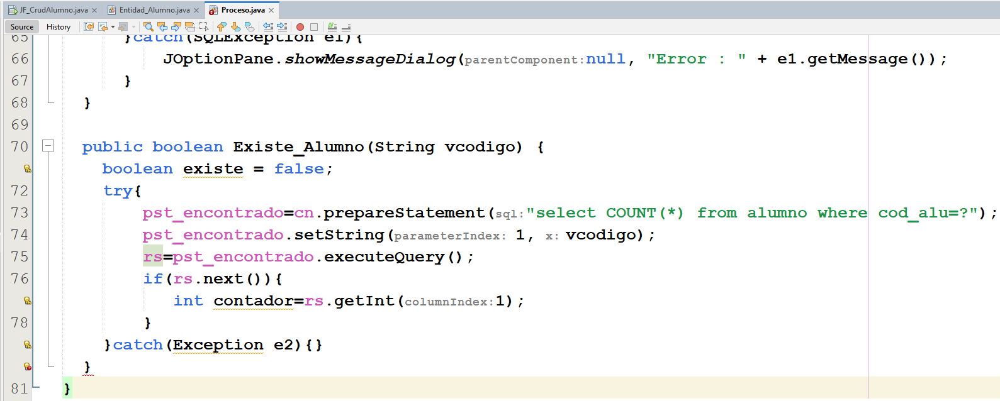 JF_CrudAlumno.java × Entidad_Alumno.java × Proceso.java ×
Source History
65 }catch(SQLException e1){
66 JOptionPane.showMessageDialog(parentComponent:null, "Error : " + e1.getMessage());
67 }
68 }
69
70 public boolean Existe_Alumno(String vcodigo) {
boolean existe = false;
72 try{
73 pst_encontrado=cn.prepareStatement(sql:"select COUNT(*) from alumno where cod_alu=?");
74 pst_encontrado.setString(parameterIndex: 1, x: vcodigo);
75 rs=pst_encontrado.executeQuery();
76 if(rs.next()){
int contador=rs.getInt(columnIndex:1);
78 }
}catch(Exception e2){}
}
81 }